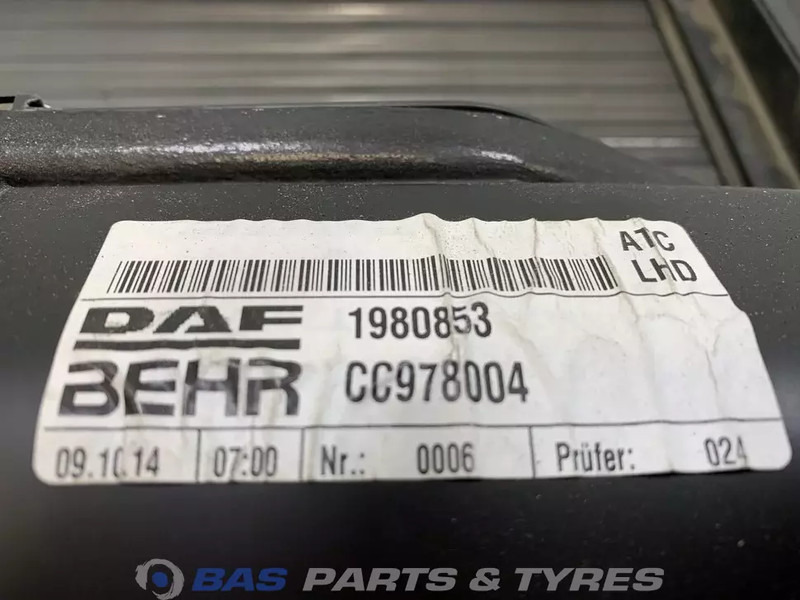 ATC
LHD
DAF 1980853
BEHR CC978004
09.10.14 07:00 Nr.: 0006 Prüfer: 024
BAS PARTS & TYRES